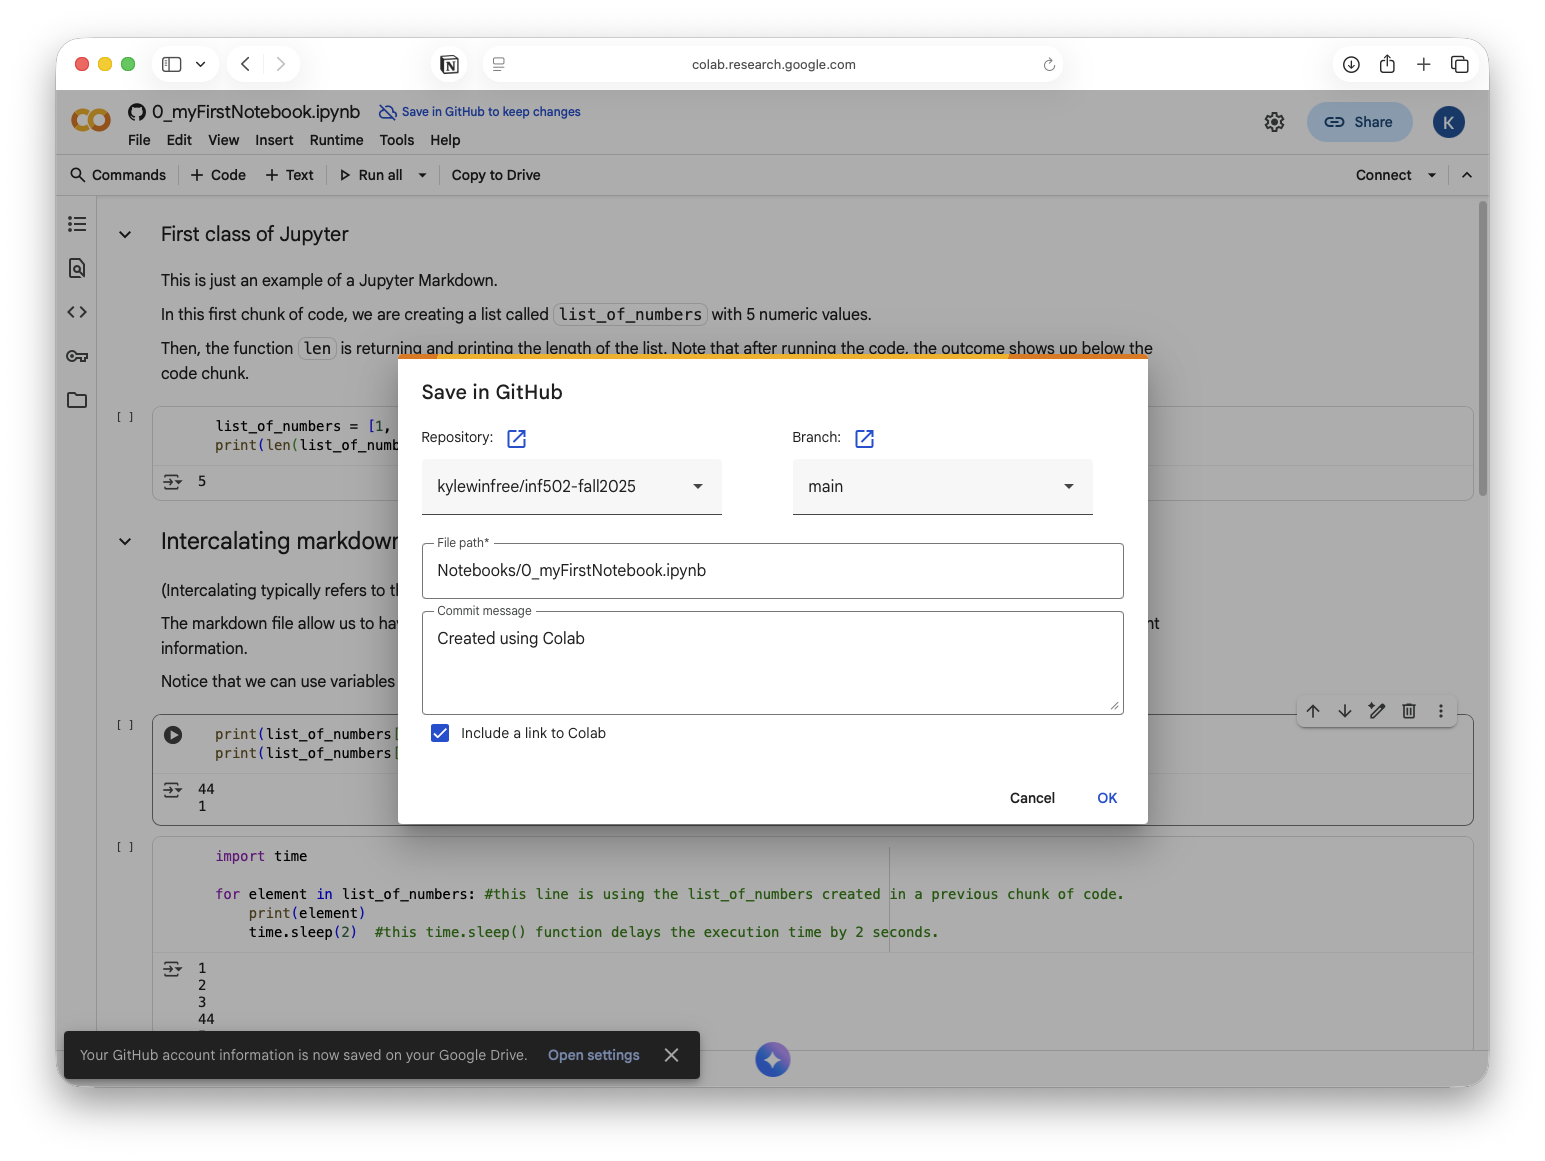 colab.research.google.com
0_myFirstNotebook.ipynb
Save in GitHub to keep changes
File Edit View Insert Runtime Tools Help
Share
K
Commands + Code + Text Run all Copy to Drive
Connect
First class of Jupyter
This is just an example of a Jupyter Markdown.
In this first chunk of code, we are creating a list called list_of_numbers with 5 numeric values.
Then, the function len is returning and printing the length of the list. Note that after running the code, the outcome shows up below the
code chunk.
[ ]
list_of_numbers = [1,
print(len(list_of_numb
5
Save in GitHub
Repository:
Branch:
kylewinfree/inf502-fall2025
main
File path*
Notebooks/0_myFirstNotebook.ipynb
Commit message
Created using Colab
Include a link to Colab
Cancel
OK
Intercalating markdown
(Intercalating typically refers to t
The markdown file allow us to ha
nt
information.
Notice that we can use variables
[ ]
print(list_of_numbers[
print(list_of_numbers[
44
1
[ ]
import time
for element in list_of_numbers: #this line is using the list_of_numbers created in a previous chunk of code.
print(element)
time.sleep(2) #this time.sleep() function delays the execution time by 2 seconds.
1
2
3
44
Your GitHub account information is now saved on your Google Drive. Open settings